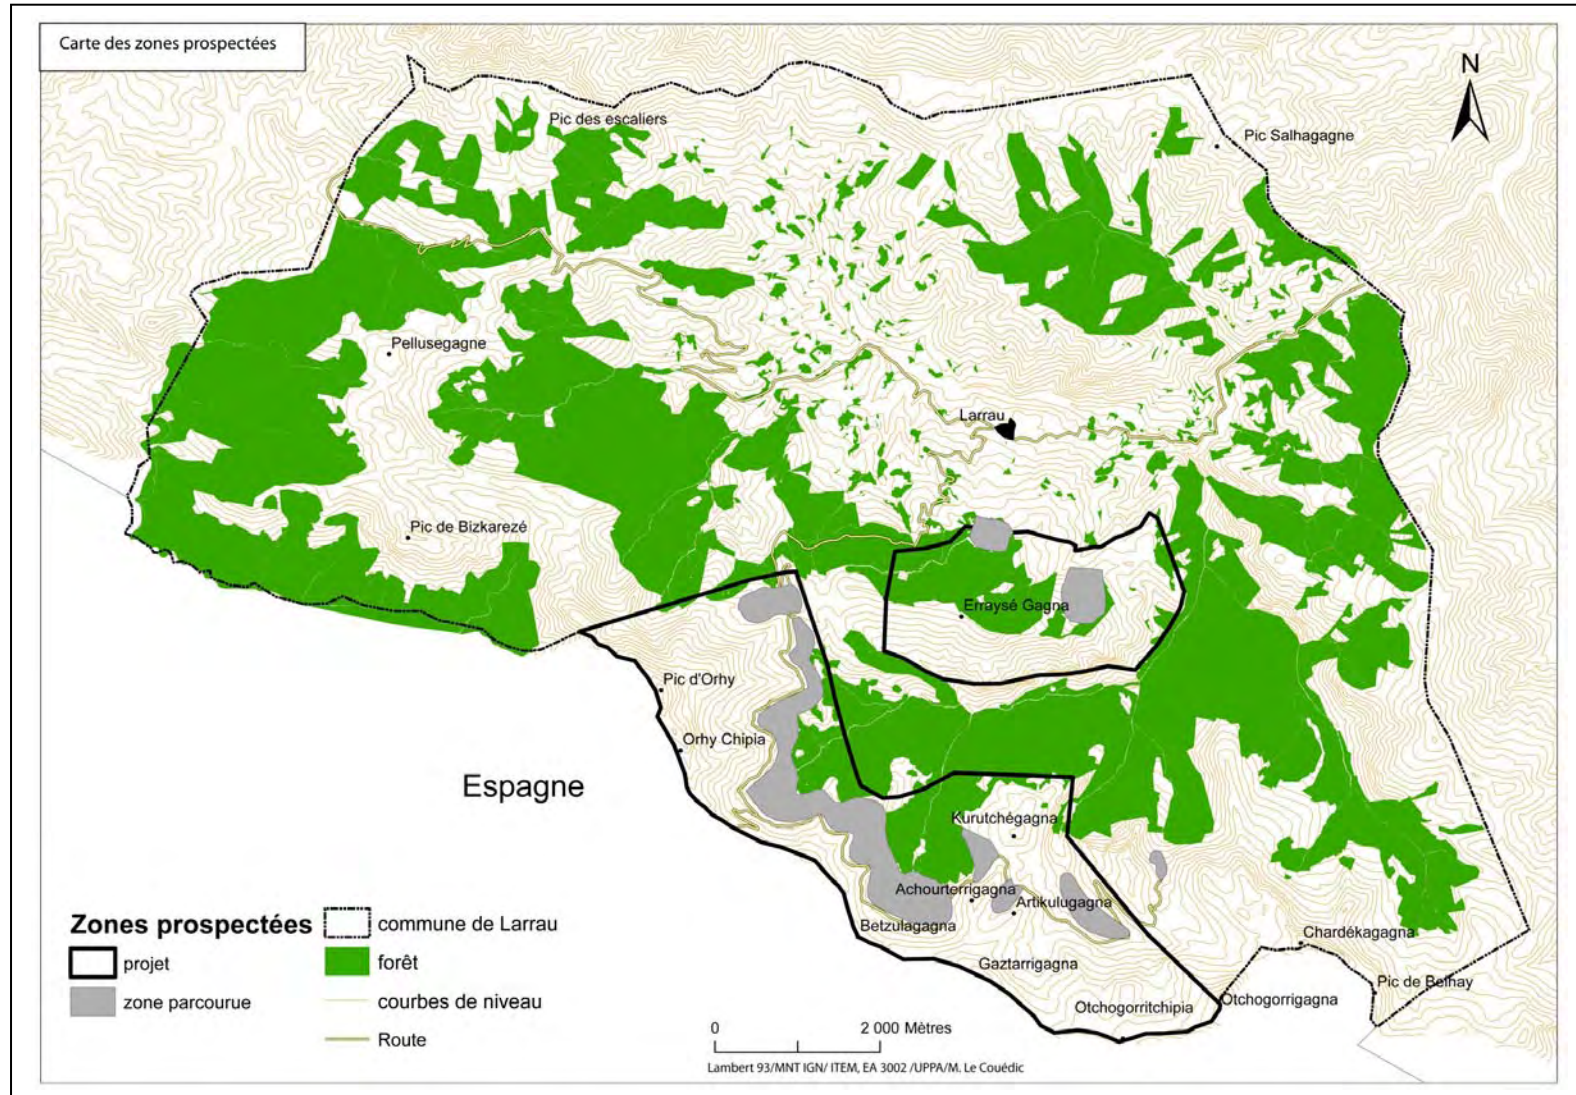 Carte des zones prospectées
N
Pic des escaliers
Pic Salhagagne
Pellusegagne
Larrau
Pic de Bizkarezé
Erraysé Gagna
Pic d'Orhy
Orhy Chipia
Espagne
Kurutchégagna
Achourterrigagna
Artikulugagna
Betzulagagna
Chardékagagna
Gaztarrigagna
Pic de Belhay
Otchogorritchipia
Otchogorrigagna
Zones prospectées
projet
zone parcourue
commune de Larrau
forêt
courbes de niveau
Route
0 2 000 Mètres
Lambert 93/MNT IGN/ ITEM, EA 3002 /UPPA/M. Le Couédic